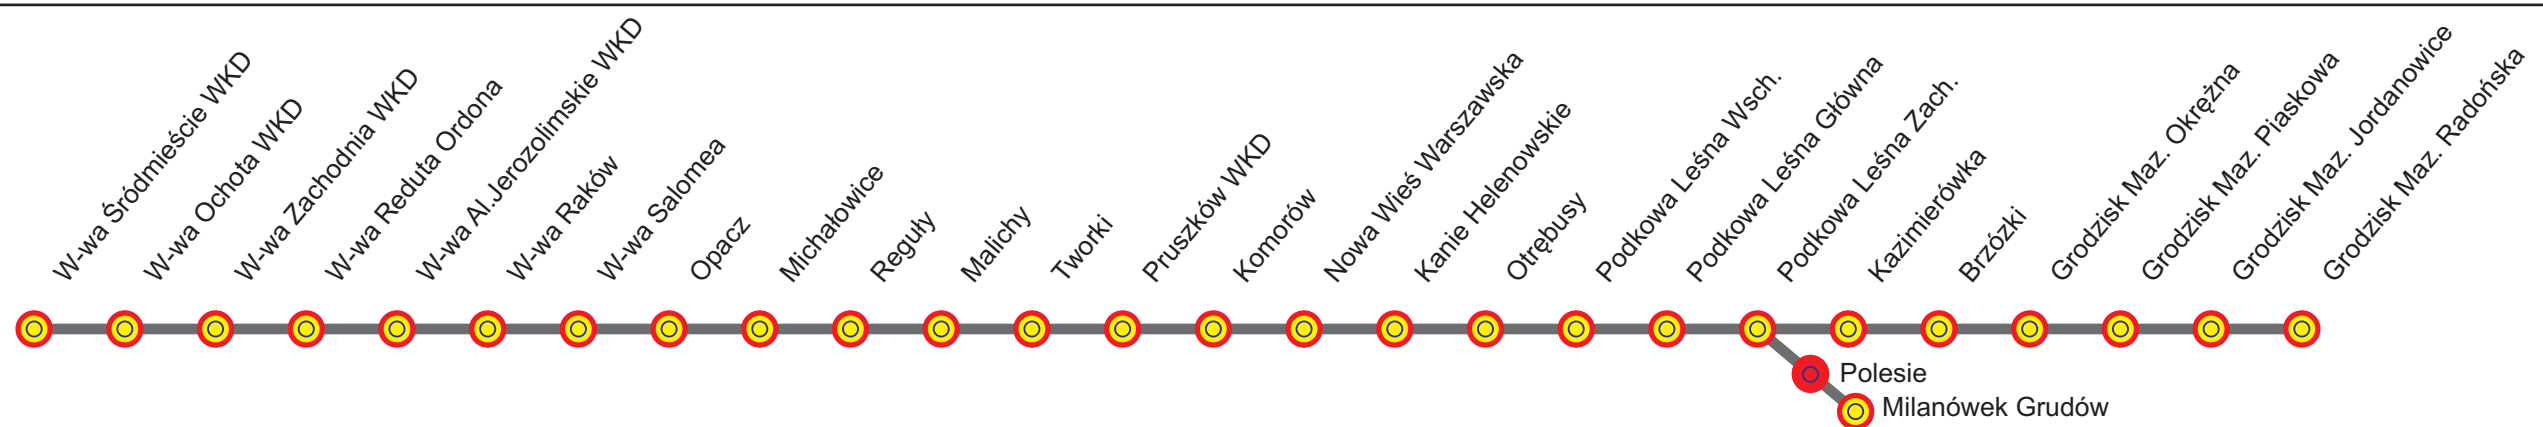 W-wa Śródmieście WKD
W-wa Ochota WKD
W-wa Zachodnia WKD
W-wa Reduta Ordona
W-wa Al.Jerozolimskie WKD
W-wa Raków
W-wa Salomea
Opacz
Michałowice
Reguły
Malichy
Tworki
Pruszków WKD
Komorów
Nowa Wieś Warszawska
Kanie Helenowskie
Otrębusy
Podkowa Leśna Wsch.
Podkowa Leśna Główna
Podkowa Leśna Zach.
Kazimierówka
Brzózki
Grodzisk Maz. Okrężna
Grodzisk Maz. Piaskowa
Grodzisk Maz. Jordanowice
Grodzisk Maz. Radońska
Polesie
Milanówek Grudów